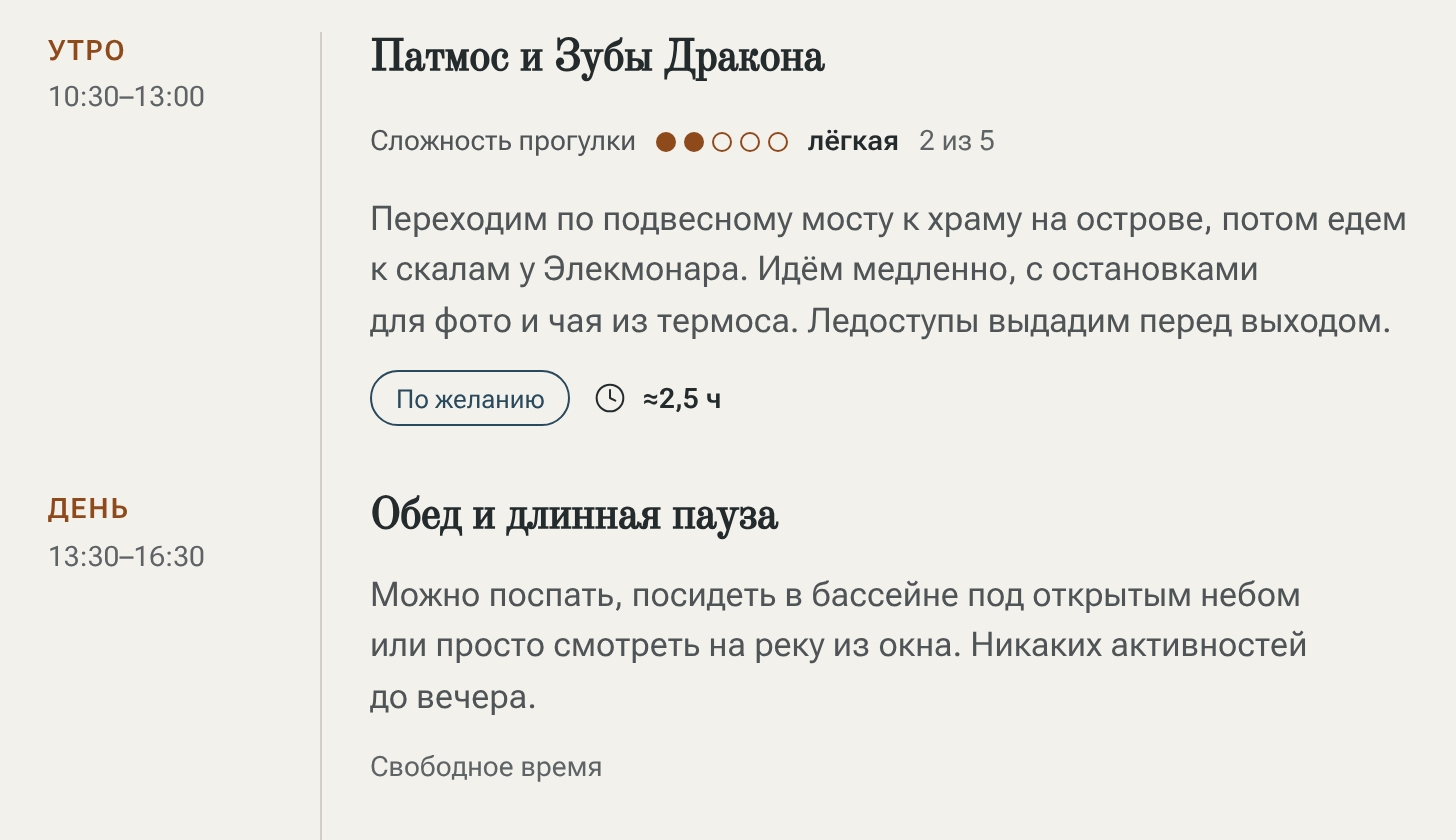 УТРО
10:30–13:00
Патмос и Зубы Дракона
Сложность прогулки лёгкая 2 из 5
Переходим по подвесному мосту к храму на острове, потом едем
к скалам у Элекмонара. Идём медленно, с остановками
для фото и чая из термоса. Ледоступы выдадим перед выходом.
По желанию ≈2,5 ч
ДЕНЬ
13:30–16:30
Обед и длинная пауза
Можно поспать, посидеть в бассейне под открытым небом
или просто смотреть на реку из окна. Никаких активностей
до вечера.
Свободное время